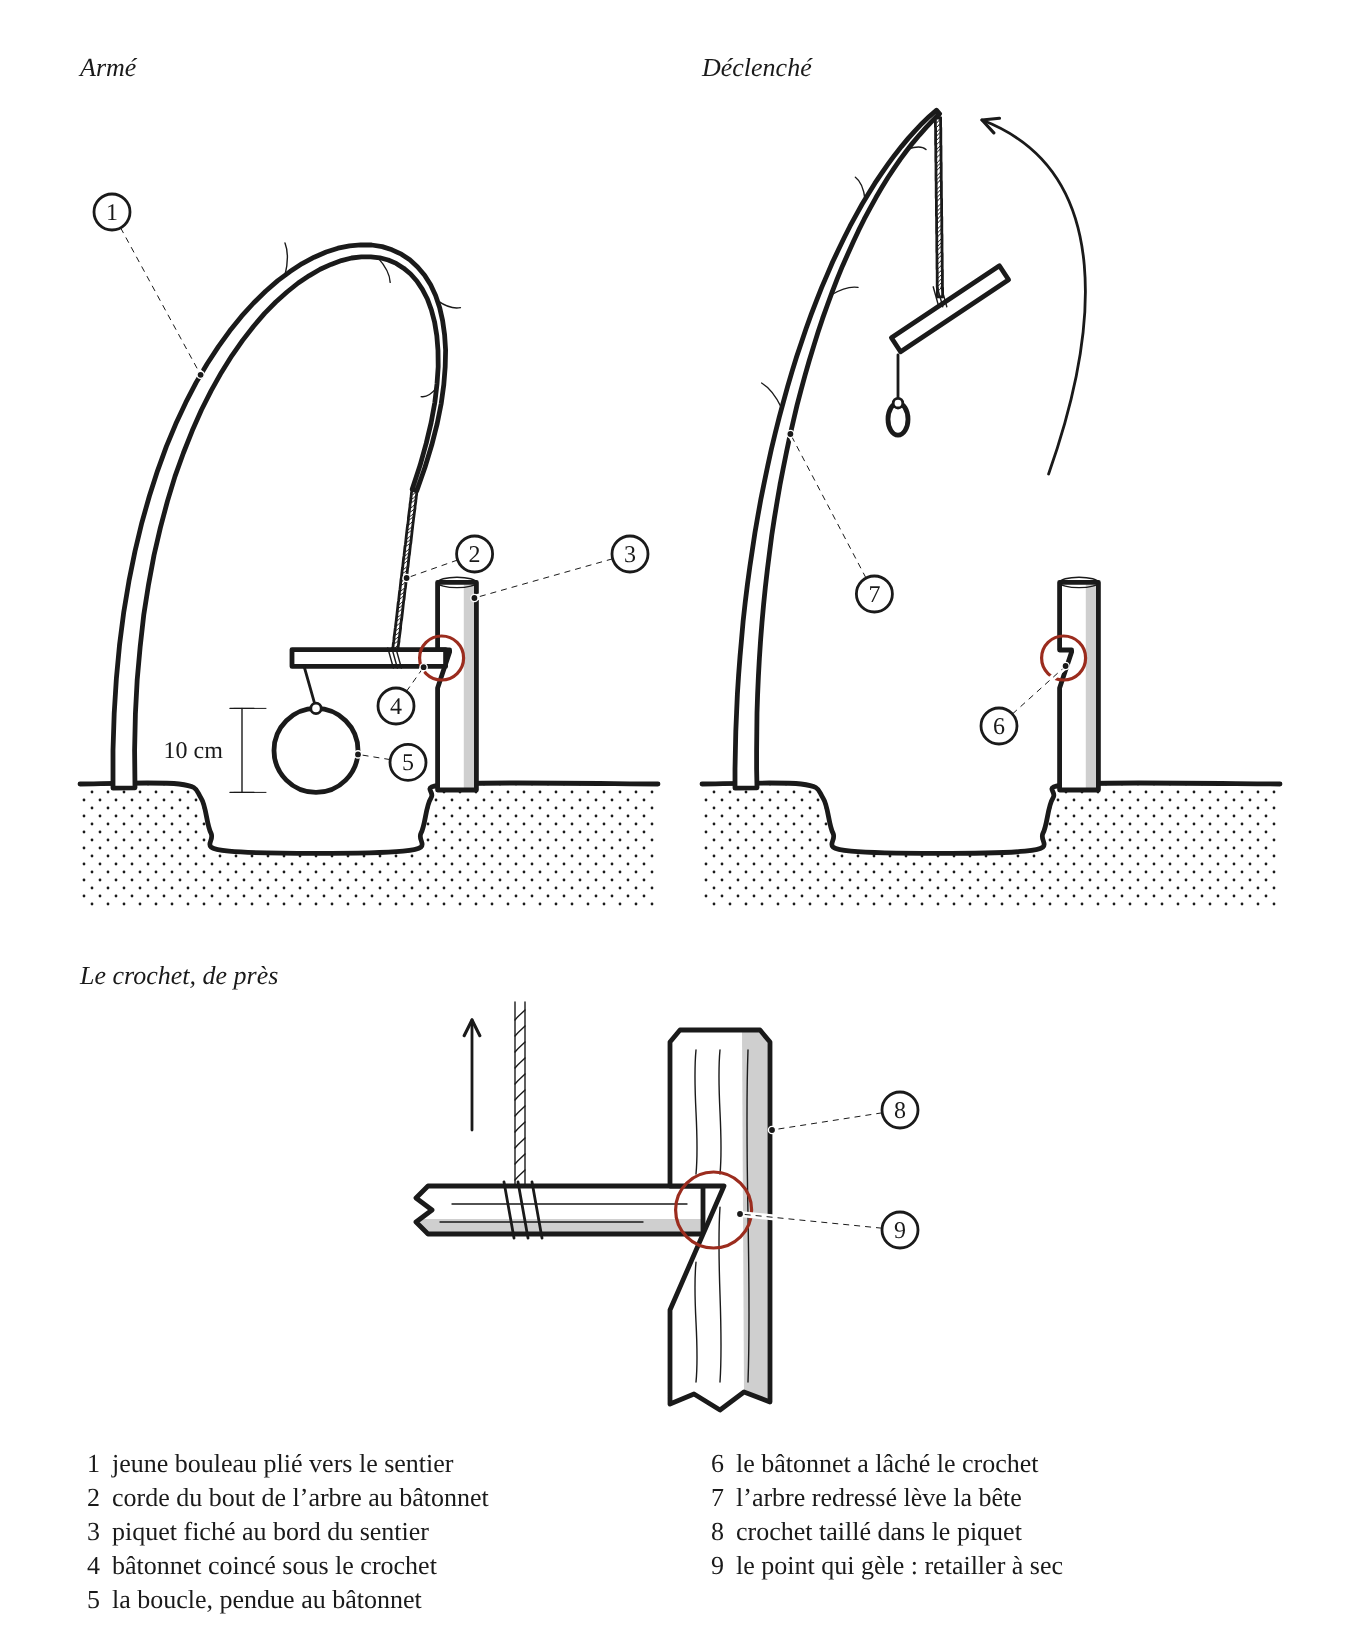 Armé
Déclenché
1
2
3
4
10 cm
5
7
6
Le crochet, de près
8
9
1 jeune bouleau plié vers le sentier
2 corde du bout de l’arbre au bâtonnet
3 piquet fiché au bord du sentier
4 bâtonnet coincé sous le crochet
5 la boucle, pendue au bâtonnet
6 le bâtonnet a lâché le crochet
7 l’arbre redressé lève la bête
8 crochet taillé dans le piquet
9 le point qui gèle : retailler à sec